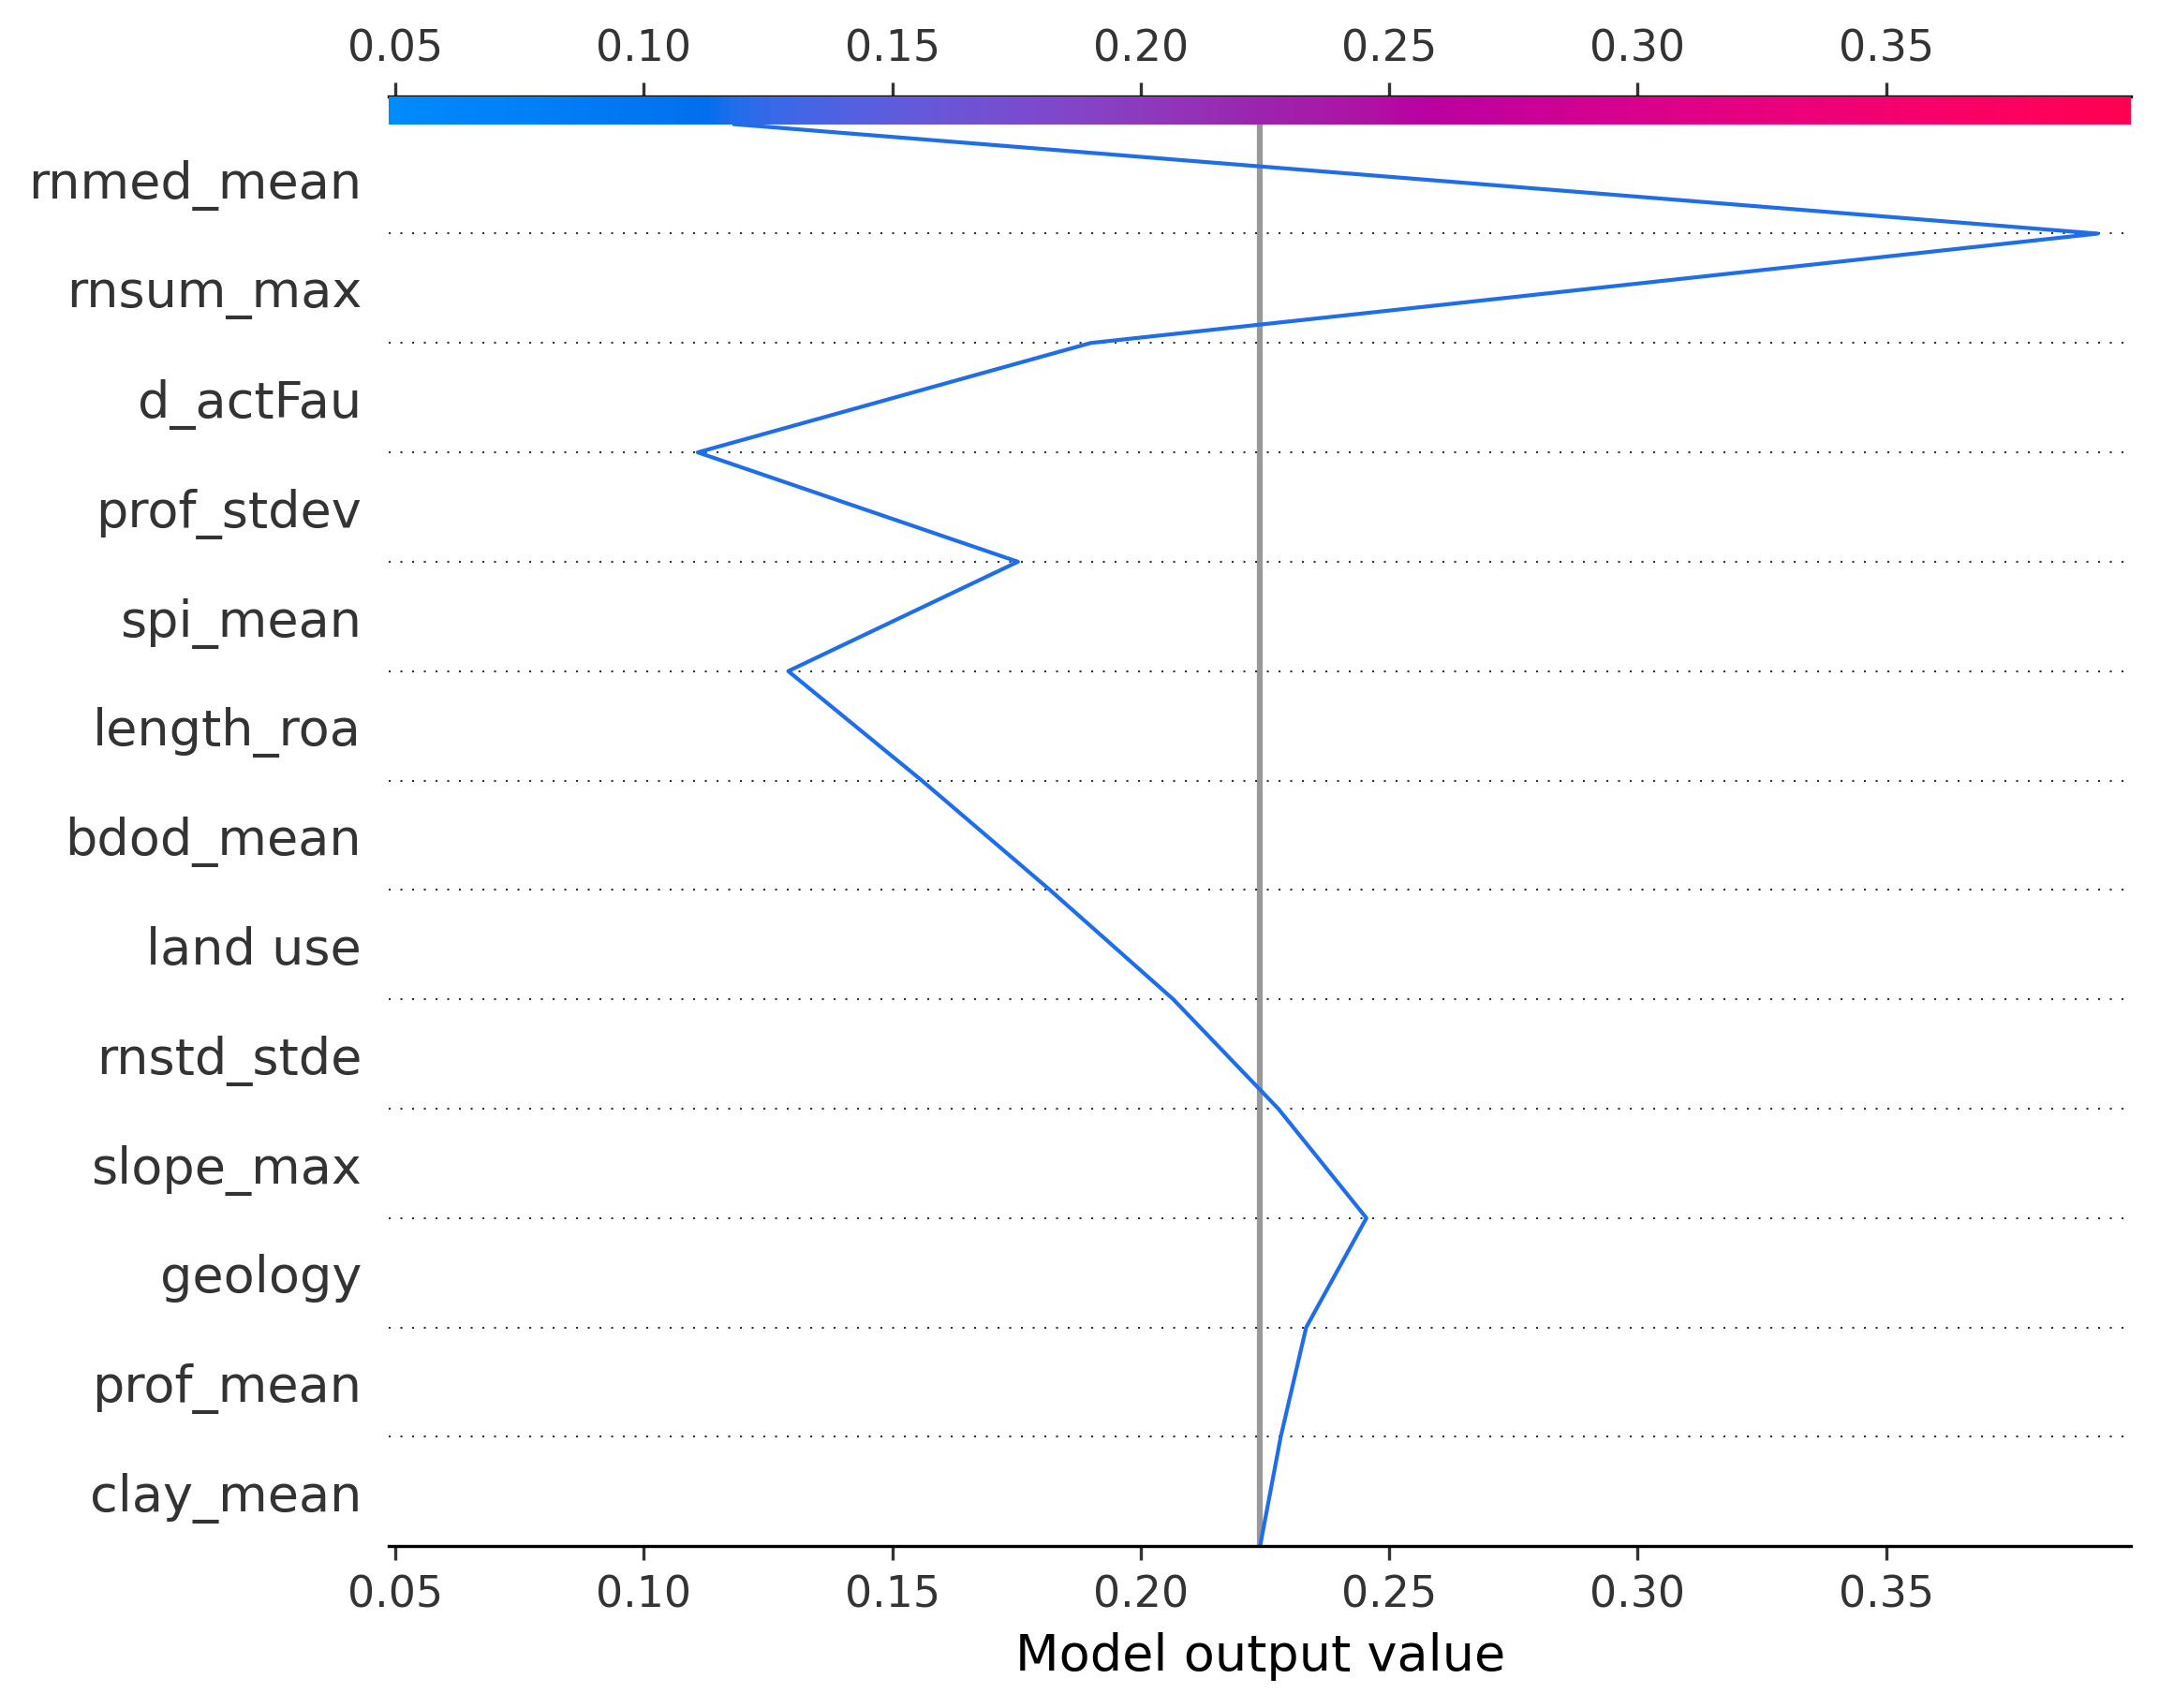 0.05 0.10 0.15 0.20 0.25 0.30 0.35
rnmed_mean
rnsum_max
d_actFau
prof_stdev
spi_mean
length_roa
bdod_mean
land use
rnstd_stde
slope_max
geology
prof_mean
clay_mean
0.05 0.10 0.15 0.20 0.25 0.30 0.35
Model output value